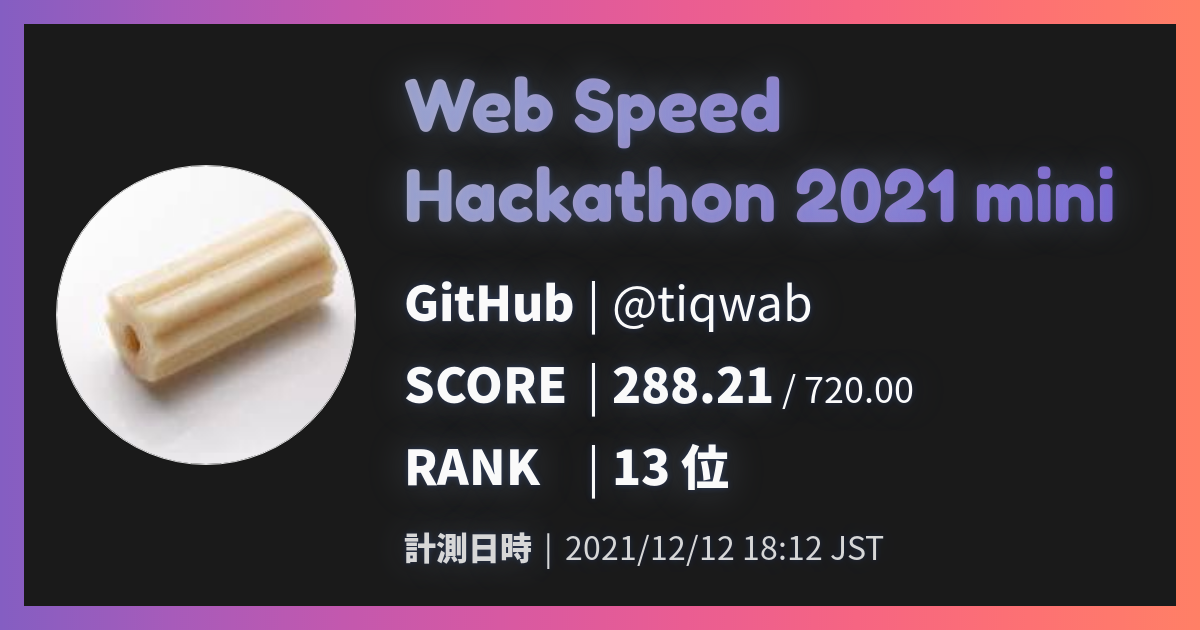 Web Speed
Hackathon 2021 mini
GitHub | @tiqwab
SCORE | 288.21 / 720.00
RANK | 13 位
計測日時 | 2021/12/12 18:12 JST